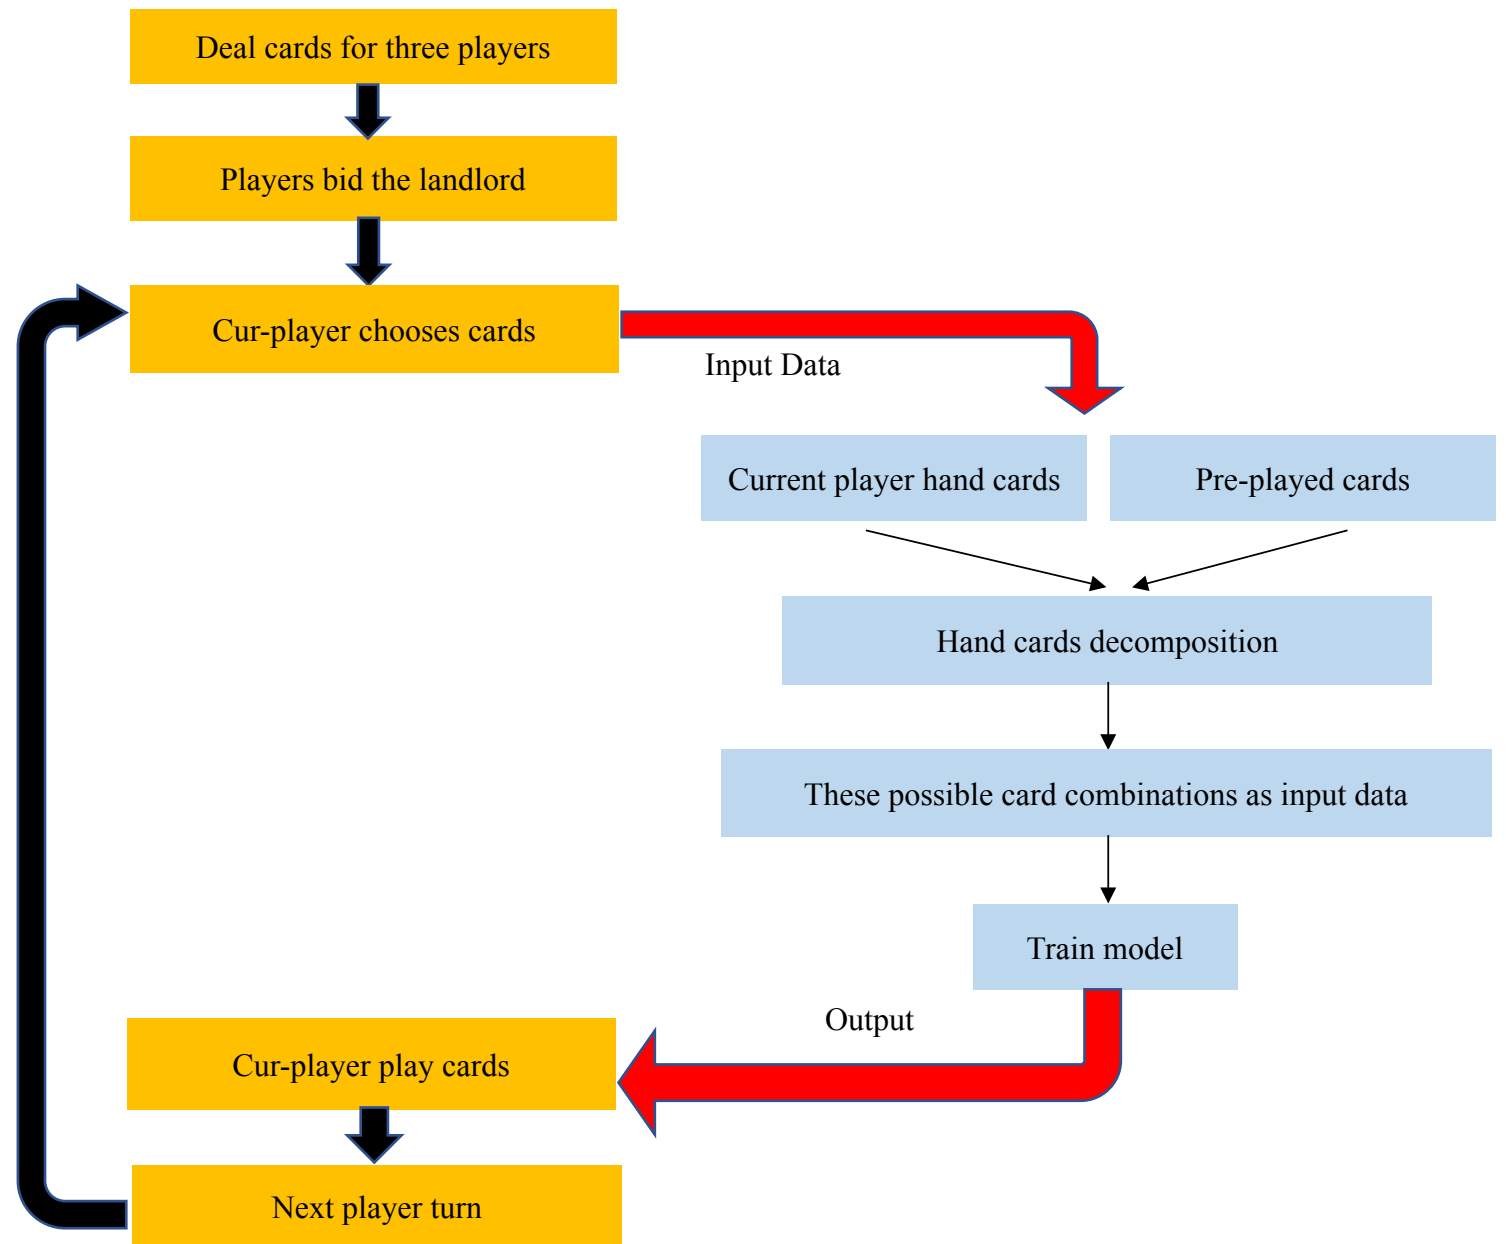 Deal cards for three players
Players bid the landlord
Cur-player chooses cards
Input Data
Current player hand cards
Pre-played cards
Hand cards decomposition
These possible card combinations as input data
Train model
Output
Cur-player play cards
Next player turn